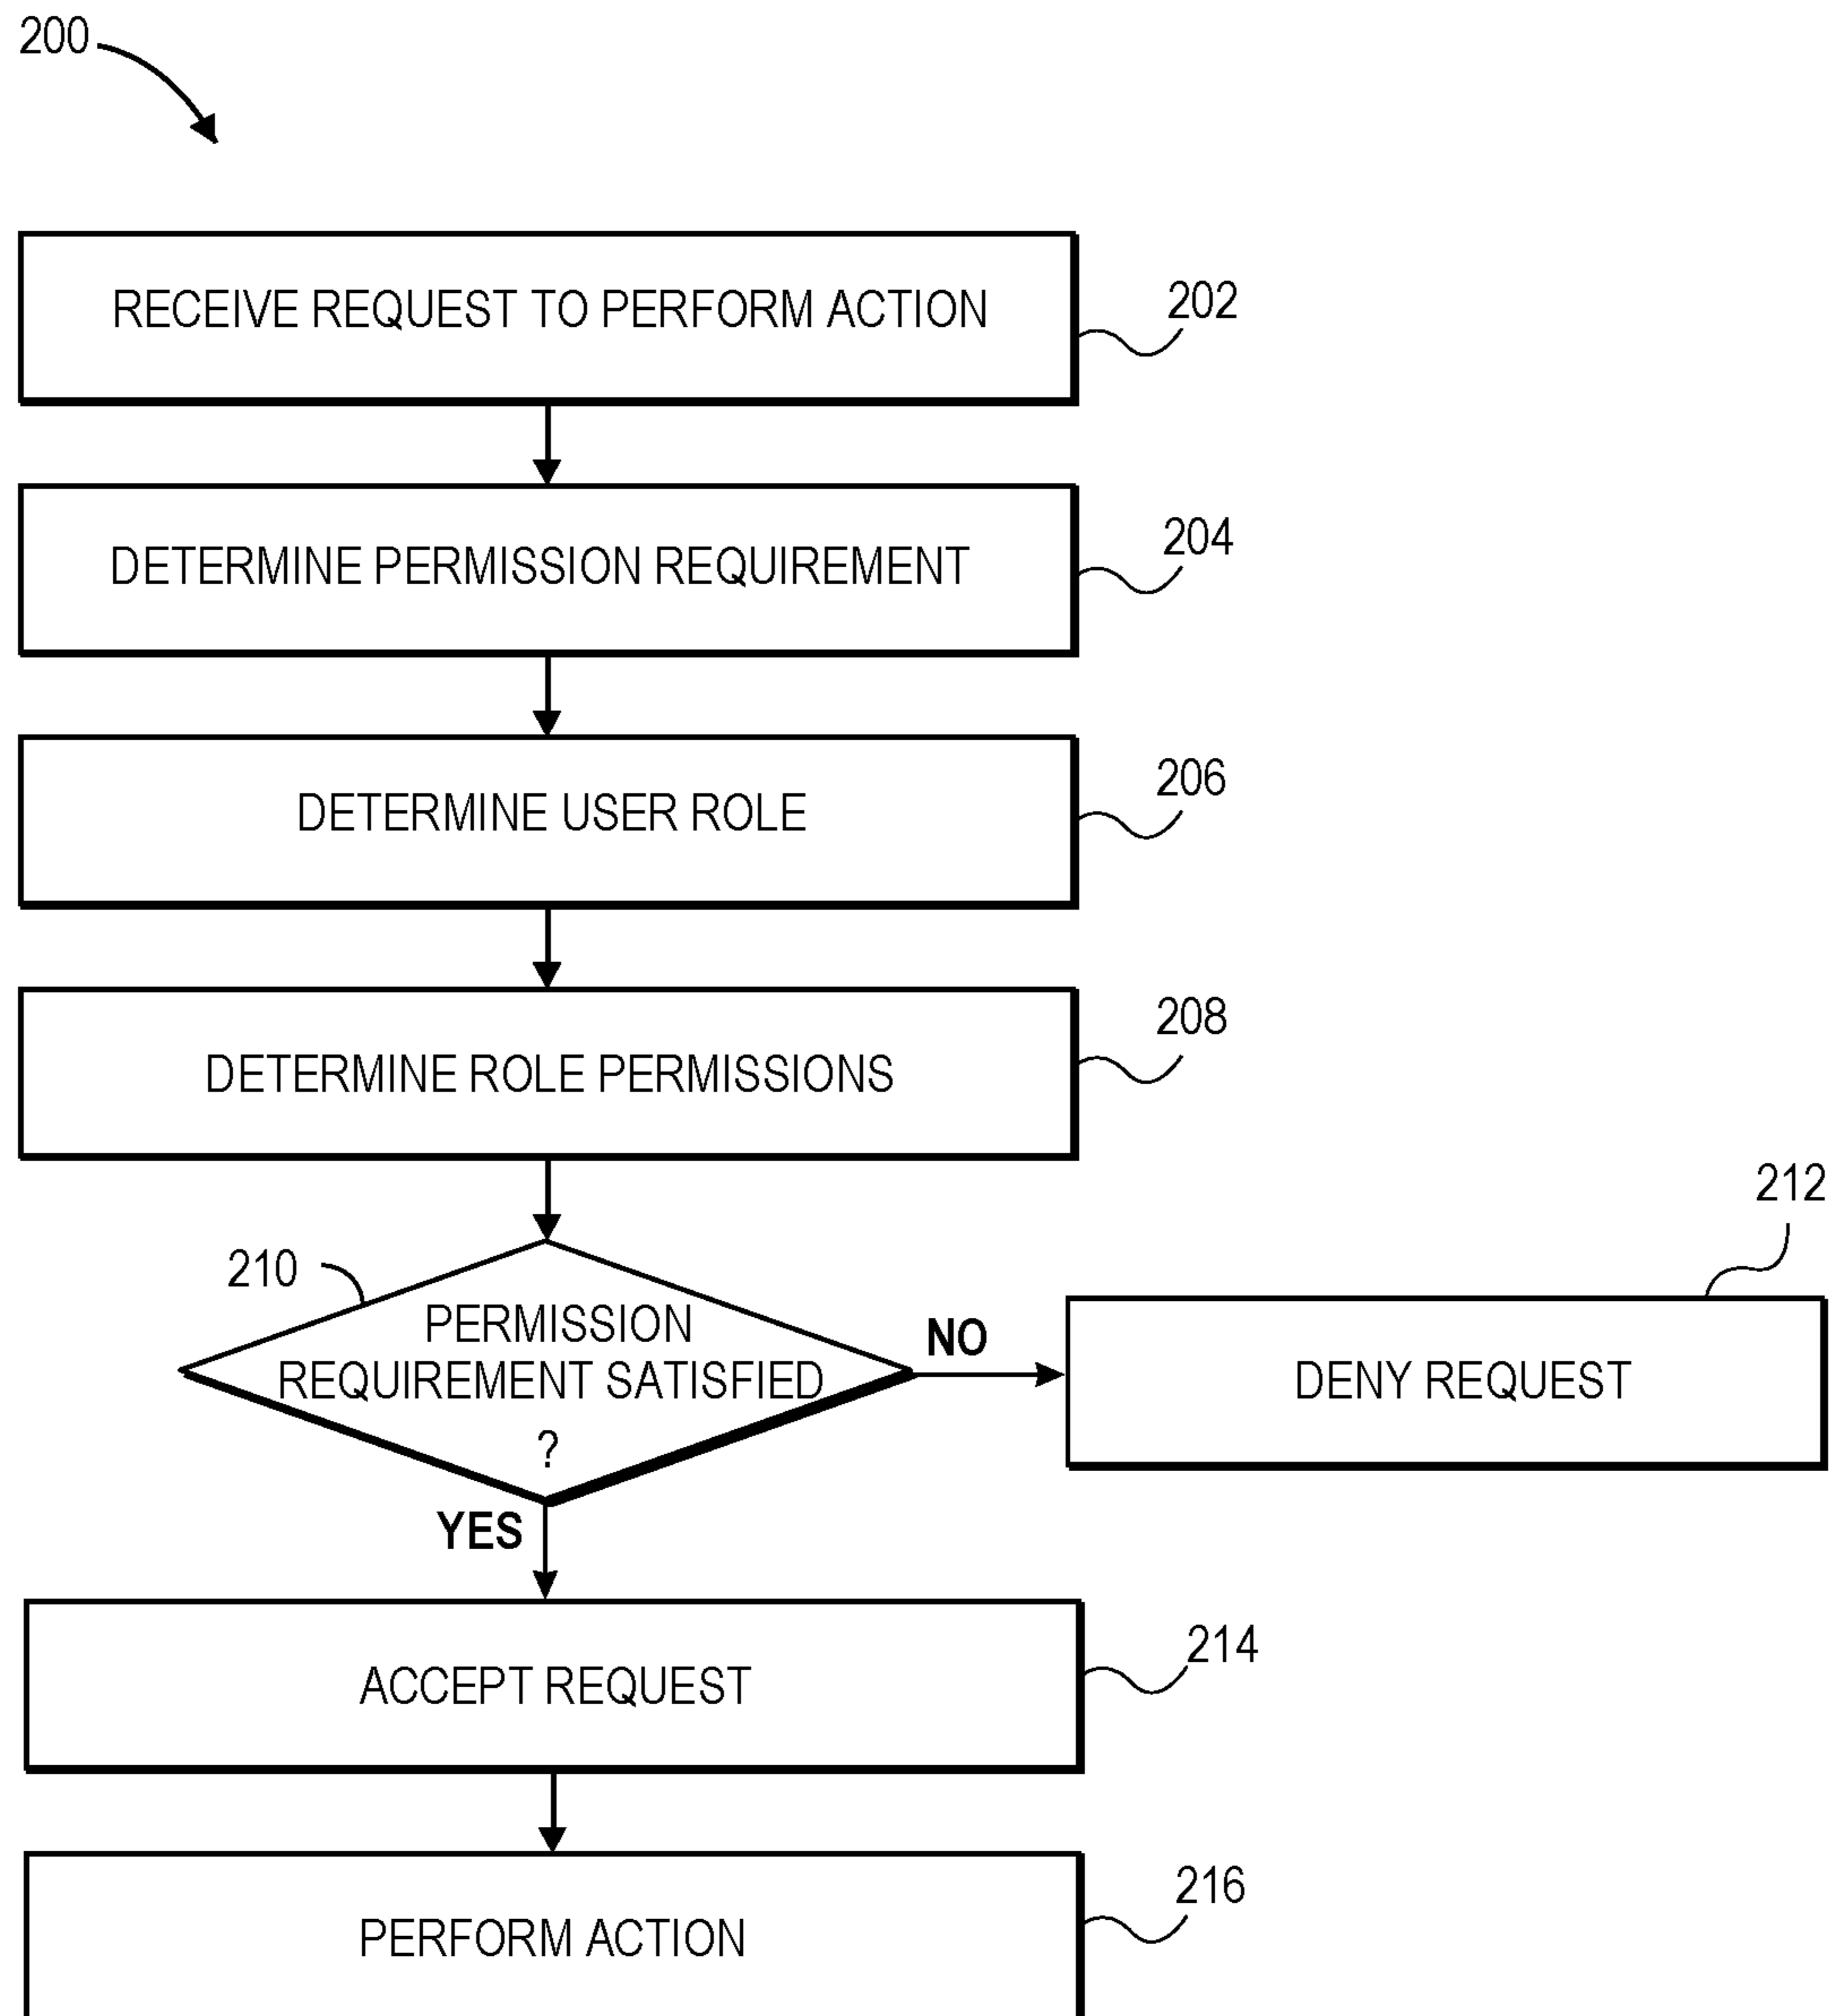 200
RECEIVE REQUEST TO PERFORM ACTION
202
DETERMINE PERMISSION REQUIREMENT
204
DETERMINE USER ROLE
206
DETERMINE ROLE PERMISSIONS
208
210
PERMISSION
REQUIREMENT SATISFIED
?
NO
212
DENY REQUEST
YES
ACCEPT REQUEST
214
PERFORM ACTION
216